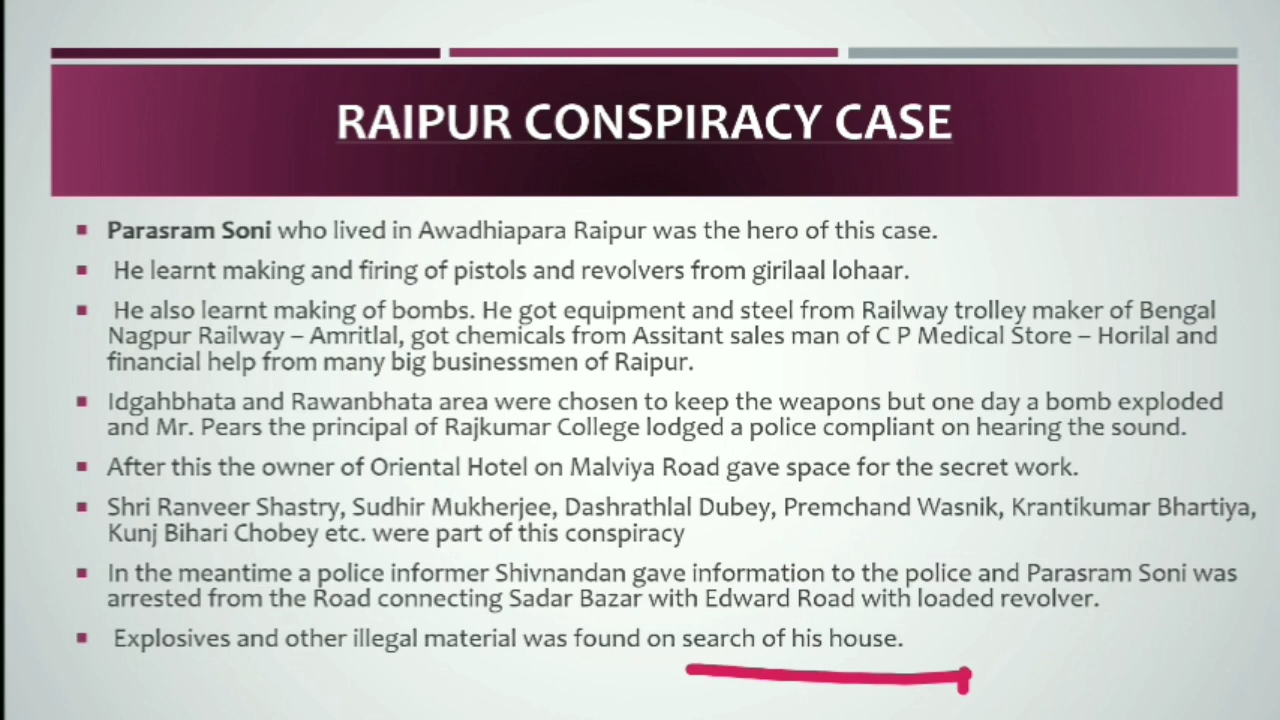 RAIPUR CONSPIRACY CASE
Parasram Soni who lived in Awadhiapara Raipur was the hero of this case.
He learnt making and firing of pistols and revolvers from girilaal lohaar.
He also learnt making of bombs. He got equipment and steel from Railway trolley maker of Bengal
Nagpur Railway – Amritlal, got chemicals from Assitant sales man of C P Medical Store – Horilal and
financial help from many big businessmen of Raipur.
Idgahbhata and Rawanbhata area were chosen to keep the weapons but one day a bomb exploded
and Mr. Pears the principal of Rajkumar College lodged a police compliant on hearing the sound.
After this the owner of Oriental Hotel on Malviya Road gave space for the secret work.
Shri Ranveer Shastry, Sudhir Mukherjee, Dashrathlal Dubey, Premchand Wasnik, Krantikumar Bhartiya,
Kunj Bihari Chobey etc. were part of this conspiracy
In the meantime a police informer Shivnandan gave information to the police and Parasram Soni was
arrested from the Road connecting Sadar Bazar with Edward Road with loaded revolver.
Explosives and other illegal material was found on search of his house.